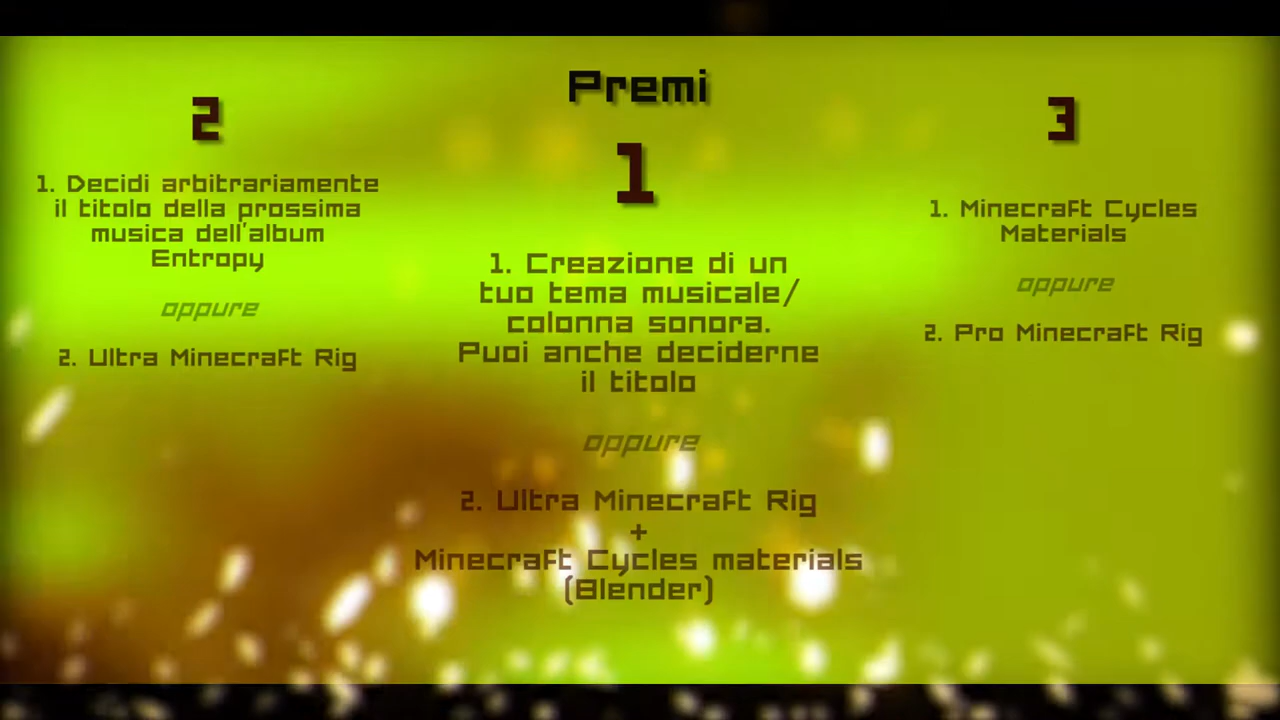 Premi
2
1. Decidi arbitrariamente
il titolo della prossima
musica dell'album
Entropy
oppure
2. Ultra Minecraft Rig
1
1. Creazione di un
tuo tema musicale/
colonna sonora.
Puoi anche deciderne
il titolo
oppure
2. Ultra Minecraft Rig
+
Minecraft Cycles materials
(Blender)
3
1. Minecraft Cycles
Materials
oppure
2. Pro Minecraft Rig